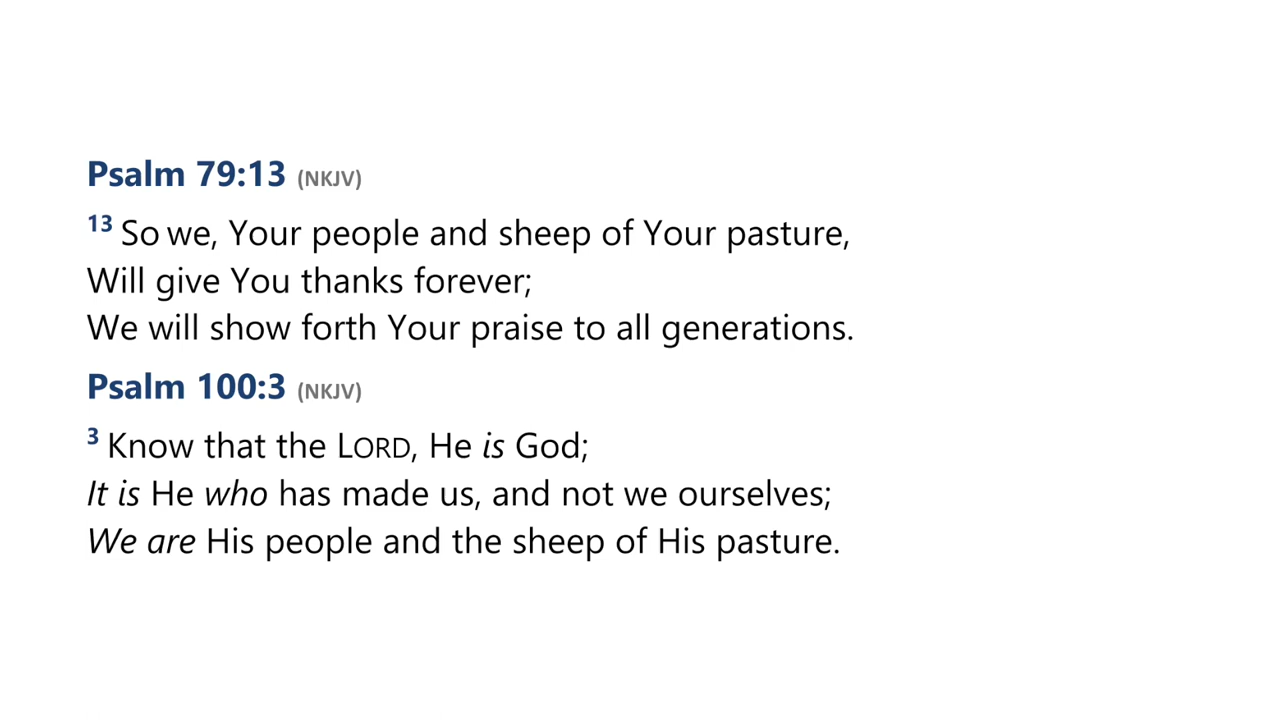 Psalm 79:13 (NKJV)
13 So we, Your people and sheep of Your pasture,
Will give You thanks forever;
We will show forth Your praise to all generations.
Psalm 100:3 (NKJV)
3 Know that the LORD, He is God;
It is He who has made us, and not we ourselves;
We are His people and the sheep of His pasture.